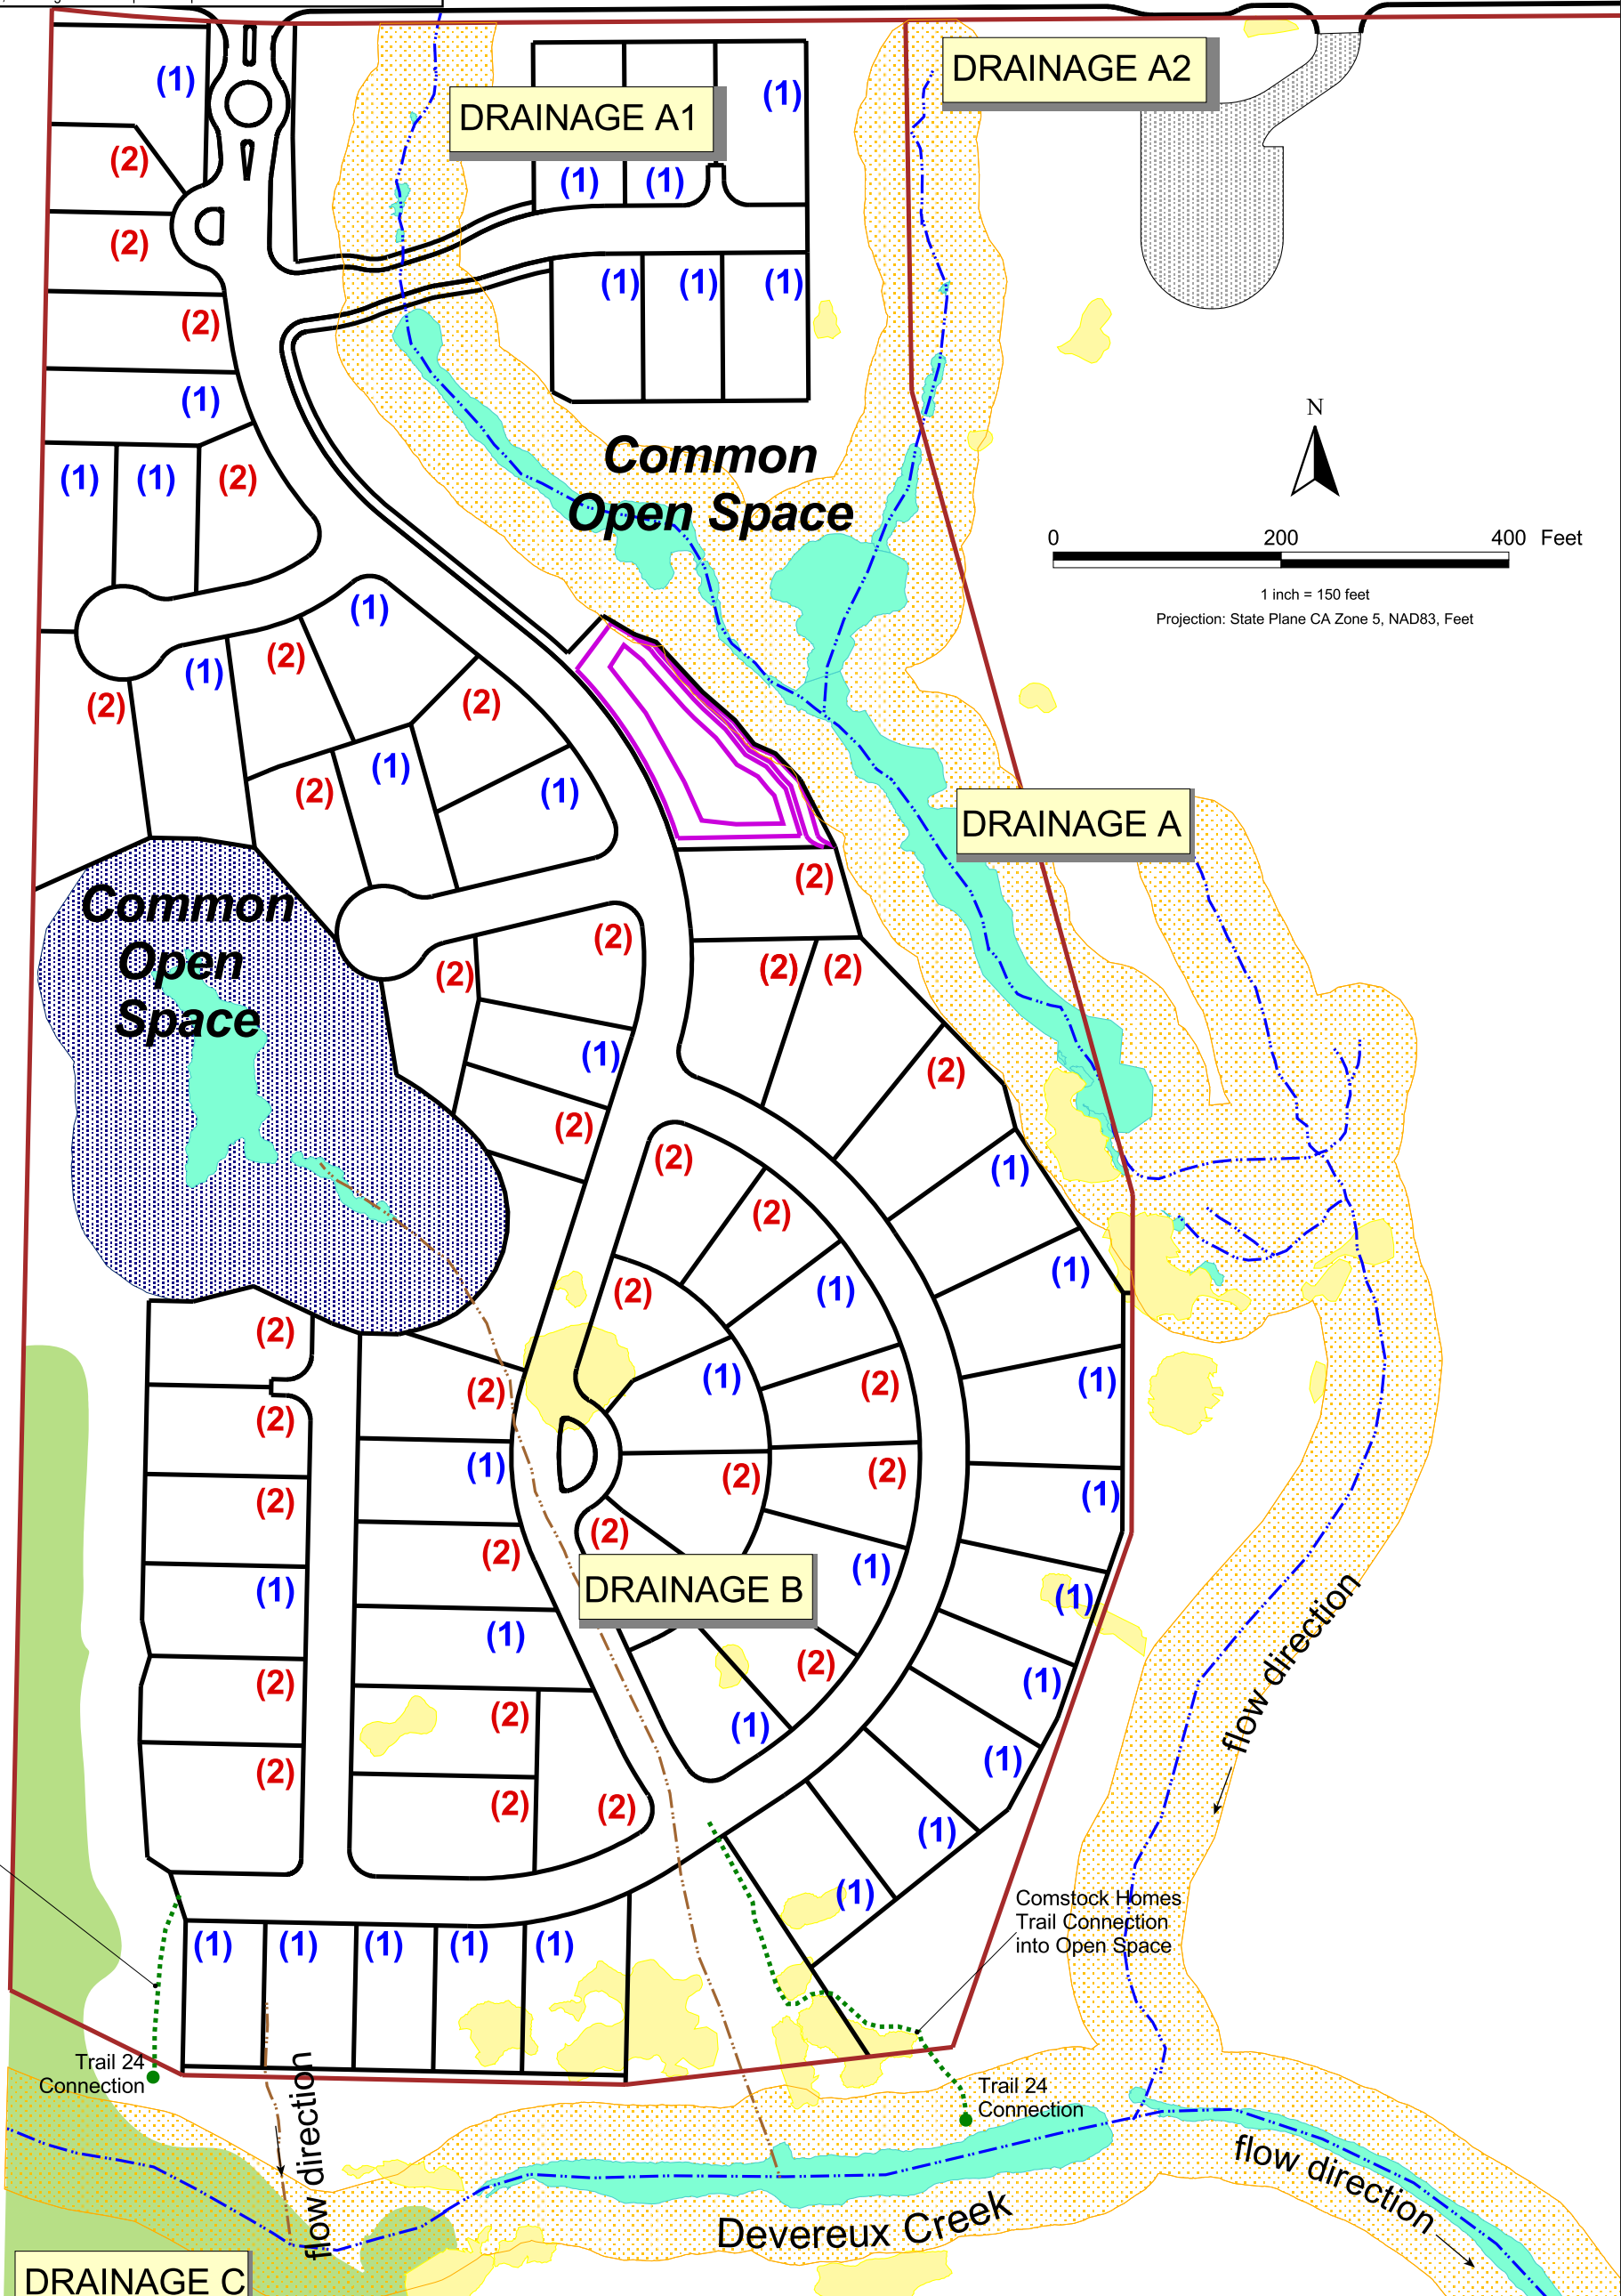 DRAINAGE A2
(1)
(1)
DRAINAGE A1
(2)
(1)
(1)
(2)
(1)
(1)
(1)
(2)
(1)
N
Common
Open Space
(1)
(1)
(2)
0
200
400
Feet
1 inch = 150 feet
Projection: State Plane CA Zone 5, NAD83, Feet
(1)
(2)
(1)
(2)
(2)
(1)
(2)
(1)
DRAINAGE A
(2)
Common
Open
Space
(2)
(2)
(2)
(2)
(1)
(2)
(2)
(2)
(1)
(2)
(1)
(2)
(1)
(2)
(1)
(2)
(1)
(2)
(2)
(1)
(2)
(1)
(2)
(2)
(1)
(2)
(2)
(2)
(1)
DRAINAGE B
(1)
(1)
flow direction
(1)
(2)
(2)
(1)
(2)
(1)
(1)
(2)
(2)
(2)
(1)
(1)
Comstock Homes
Trail Connection
into Open Space
(1)
(1)
(1)
(1)
(1)
Trail 24
Connection
flow direction
Trail 24
Connection
flow direction
Devereux Creek
DRAINAGE C